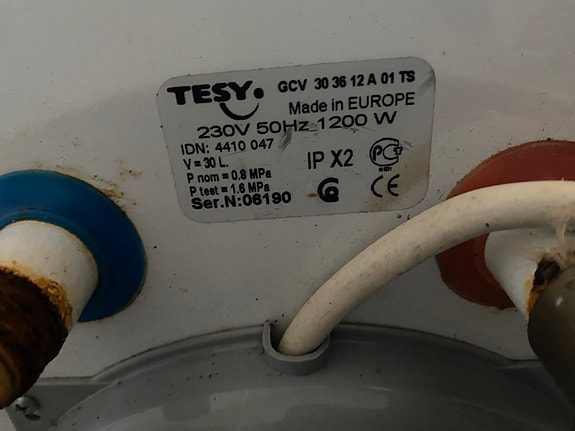 TESY GCV 30 36 12 A 01 TS
Made in EUROPE
230V 50Hz 1200 W
IDN: 4410 047
V = 30 L.
P nom = 0.8 MPa
P test = 1.6 MPa
Ser.N:06190
IP X2
CE